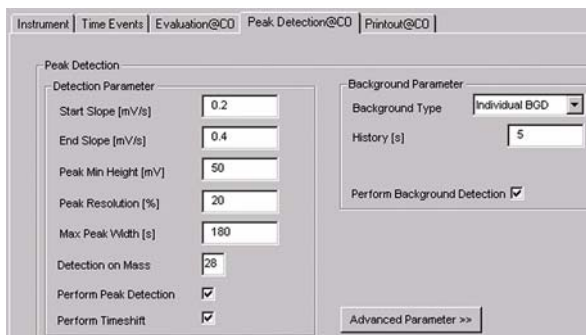 Instrument Time Events Evaluation@CO Peak Detection@CO Printout@CO
Peak Detection
Detection Parameter
Start Slope [mV/s] 0.2
End Slope [mV/s] 0.4
Peak Min Height [mV] 50
Peak Resolution [%] 20
Max Peak Width [s] 180
Detection on Mass 28
Perform Peak Detection
Perform Timeshift
Background Parameter
Background Type Individual BGD
History [s] 5
Perform Background Detection
Advanced Parameter >>